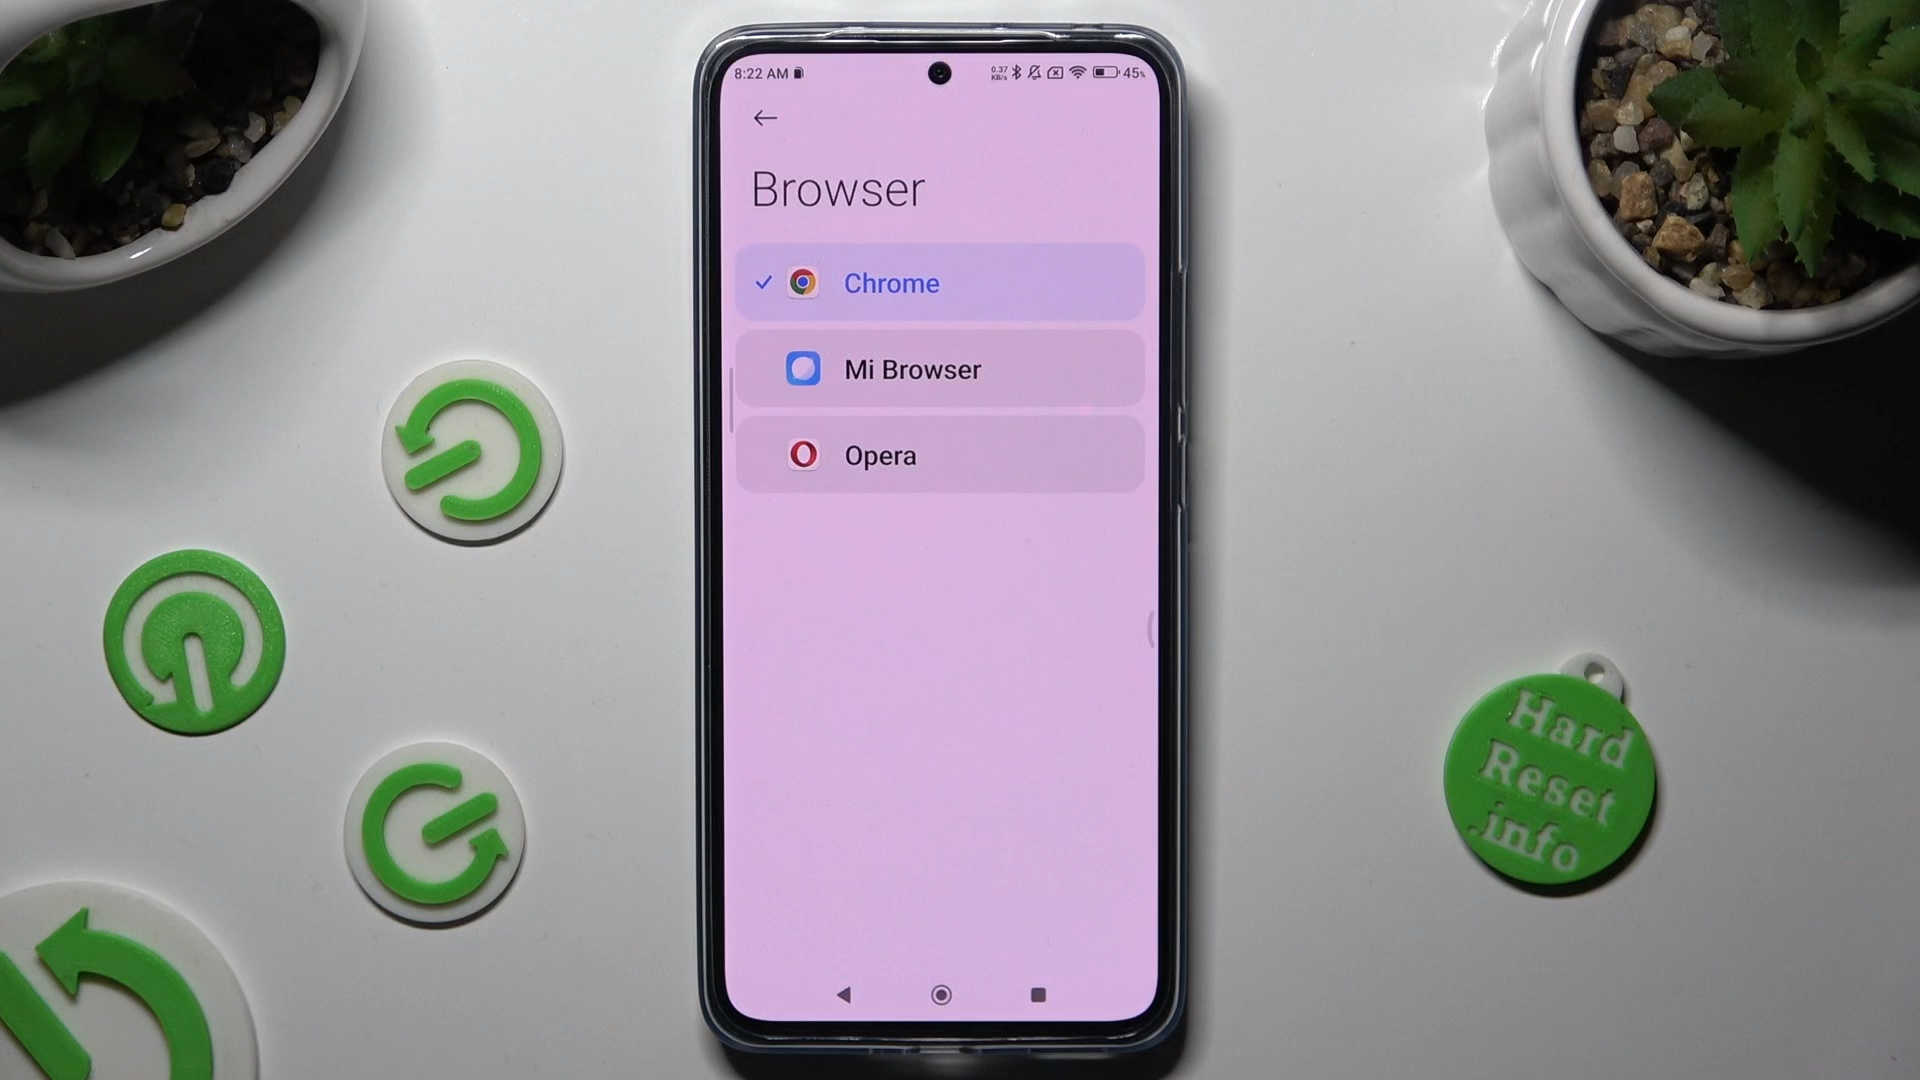 8:22 AM
0.37
KB/s
45%
Browser
Chrome
Mi Browser
Opera
Hard
Reset
.info